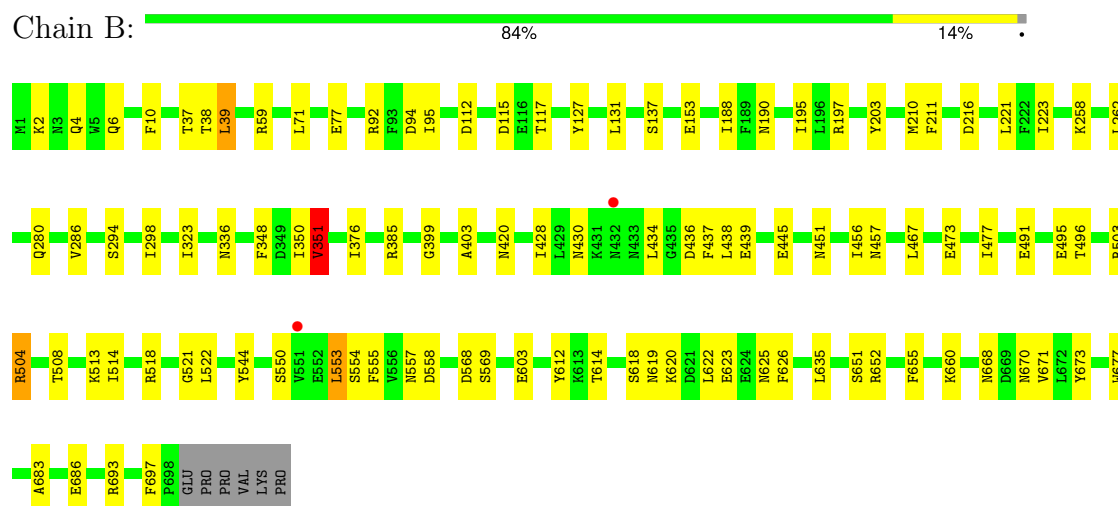 Chain B:
84% 14% •
M1 K2 N3 Q4 W5 Q6 F10 T37 T38 L39 R59 L71 E77 R92 F93 D94 I95 D112 D115 E116 T117 Y127 L131 S137 E153 I188 F189 N190 I195 L196 R197 Y203 M210 F211 D216 L221 F222 I223 K258 L262
Q280 V286 S294 I298 I323 N336 F348 D349 I350 V351 I376 R385 G399 A403 N420 I428 L429 N430 K431 N432 N433 L434 G435 D436 F437 L438 E439 E445 N451 I456 N457 L467 E473 I477 E491 E495 T496 R503
R504 T508 K513 I514 R518 G521 L522 Y544 S550 V551 E552 L553 S554 F555 V556 N557 D558 D568 S569 E603 Y612 K613 T614 S618 N619 K620 D621 L622 E623 E624 N625 F626 L635 S651 R652 F655 K660 N668 D669 N670 V671 L672 Y673 W677
A683 E686 R693 F697 P698 GLU PRO PRO VAL LYS PRO